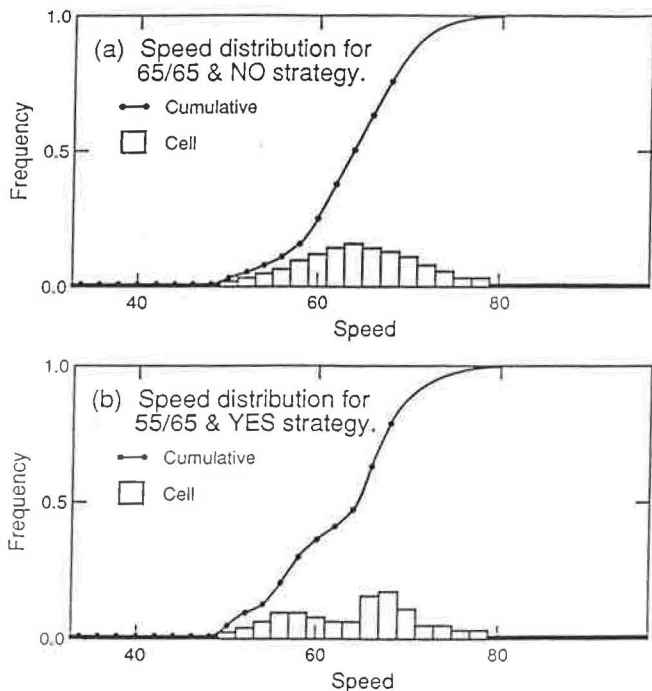 1.0
(a) Speed distribution for
65/65 & NO strategy.
Cumulative
Cell
Frequency
0.5
0.0
40
60
80
Speed
1.0
(b) Speed distribution for
55/65 & YES strategy.
Cumulative
Cell
Frequency
0.5
0.0
40
60
80
Speed